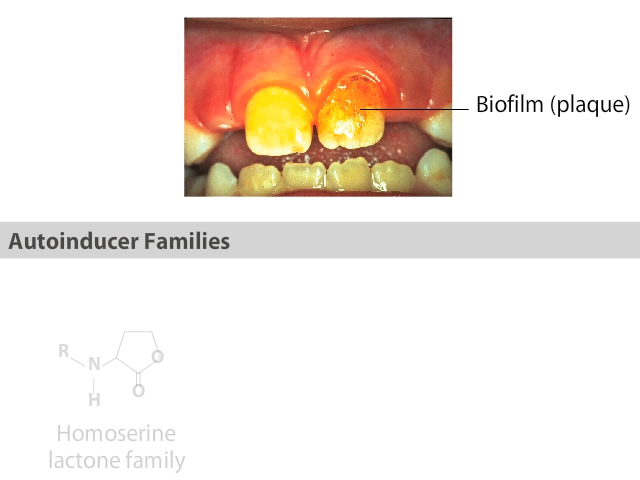 Biofilm (plaque)
Autoinducer Families
R
N
O
O
H
Homoserine
lactone family